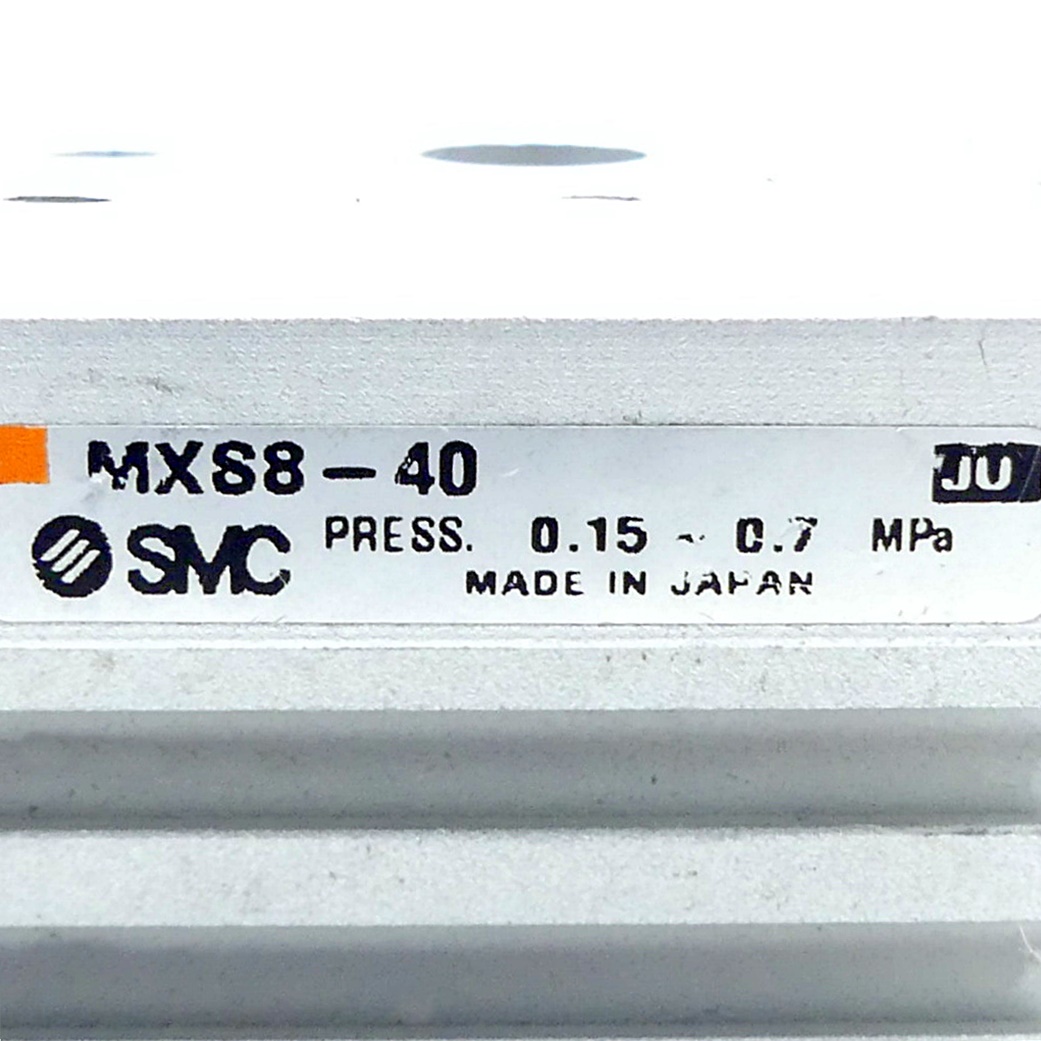 MXS8-40 JU
SMC PRESS. 0.15 ~ 0.7 MPa
MADE IN JAPAN